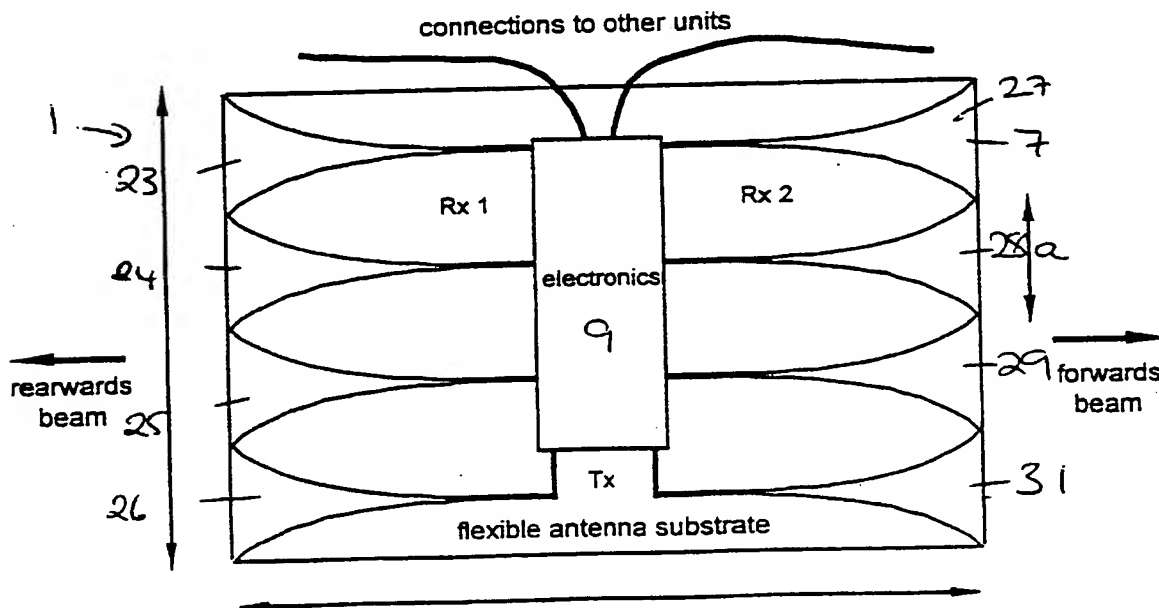 connections to other units
1
27
7
23
Rx 1
Rx 2
28a
24
electronics
9
rearwards
beam
29
forwards
beam
25
Tx
31
26
flexible antenna substrate